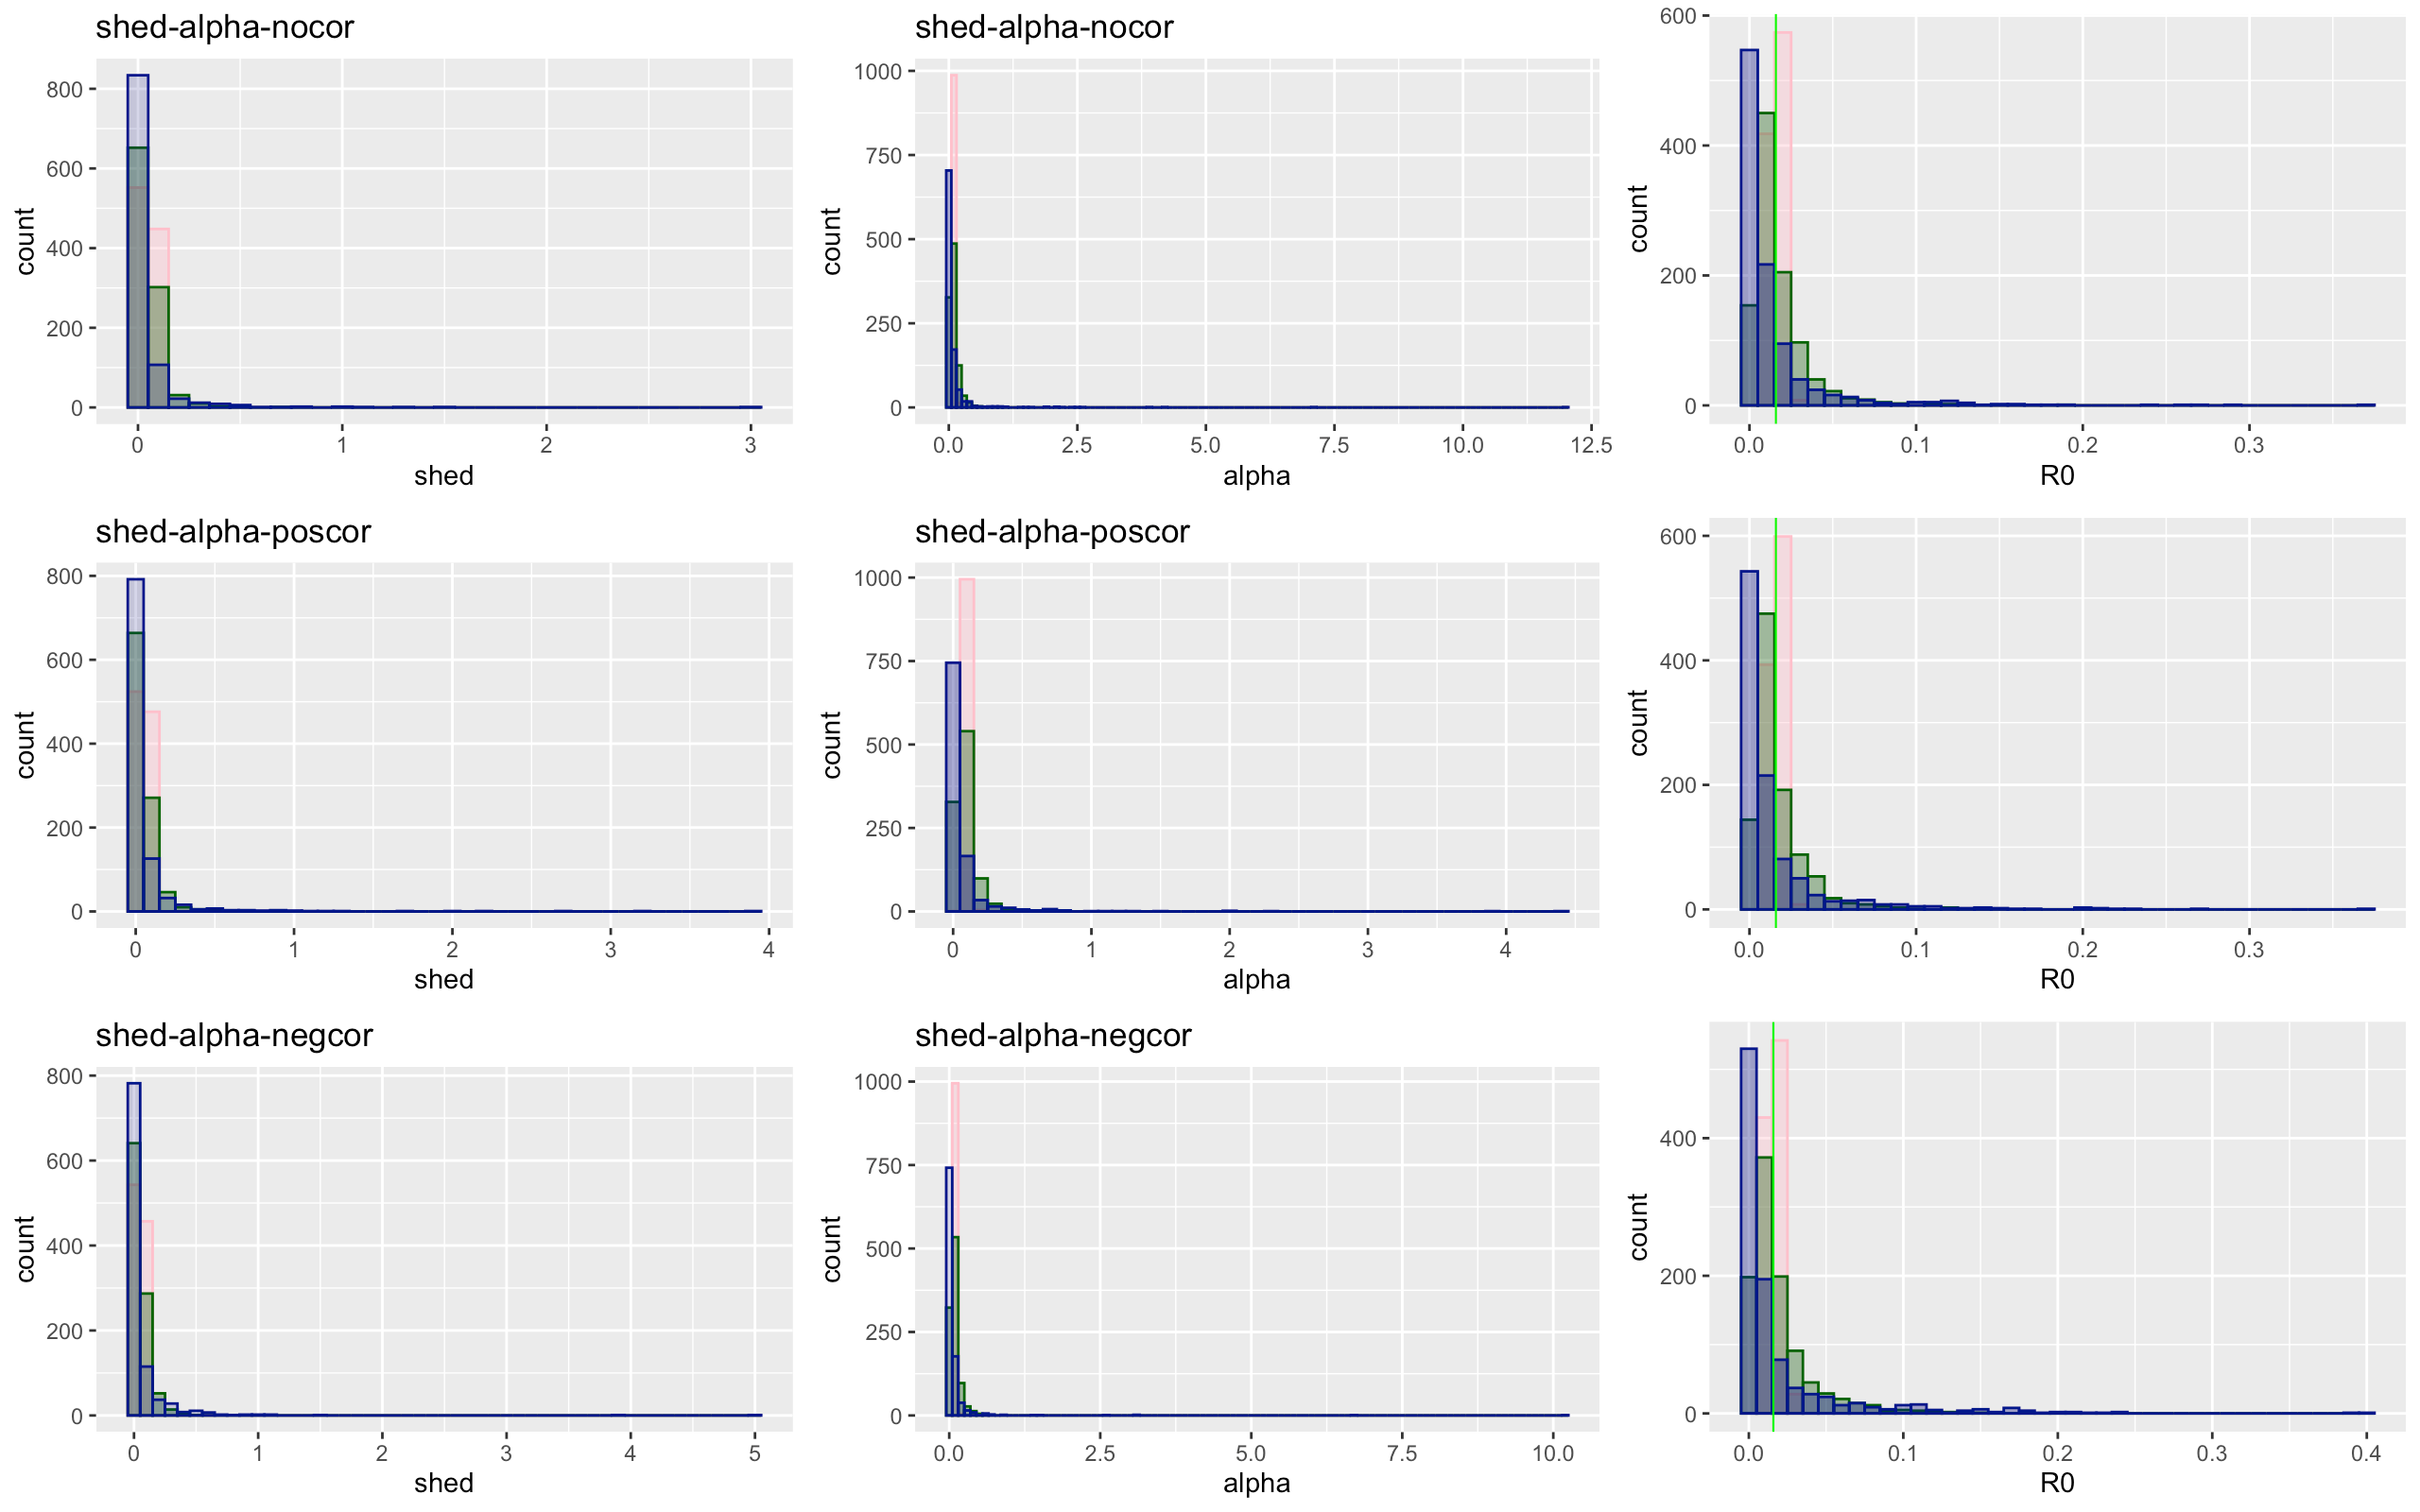 shed-alpha-nocor
800
600
400
200
0
count
0 1 2 3
shed
shed-alpha-nocor
1000
750
500
250
0
count
0.0 2.5 5.0 7.5 10.0 12.5
alpha
600
400
200
0
count
0.0 0.1 0.2 0.3
R0
shed-alpha-poscor
800
600
400
200
0
count
0 1 2 3 4
shed
shed-alpha-poscor
1000
750
500
250
0
count
0 1 2 3 4
alpha
600
400
200
0
count
0.0 0.1 0.2 0.3
R0
shed-alpha-negcor
800
600
400
200
0
count
0 1 2 3 4 5
shed
shed-alpha-negcor
1000
750
500
250
0
count
0.0 2.5 5.0 7.5 10.0
alpha
400
200
0
count
0.0 0.1 0.2 0.3 0.4
R0